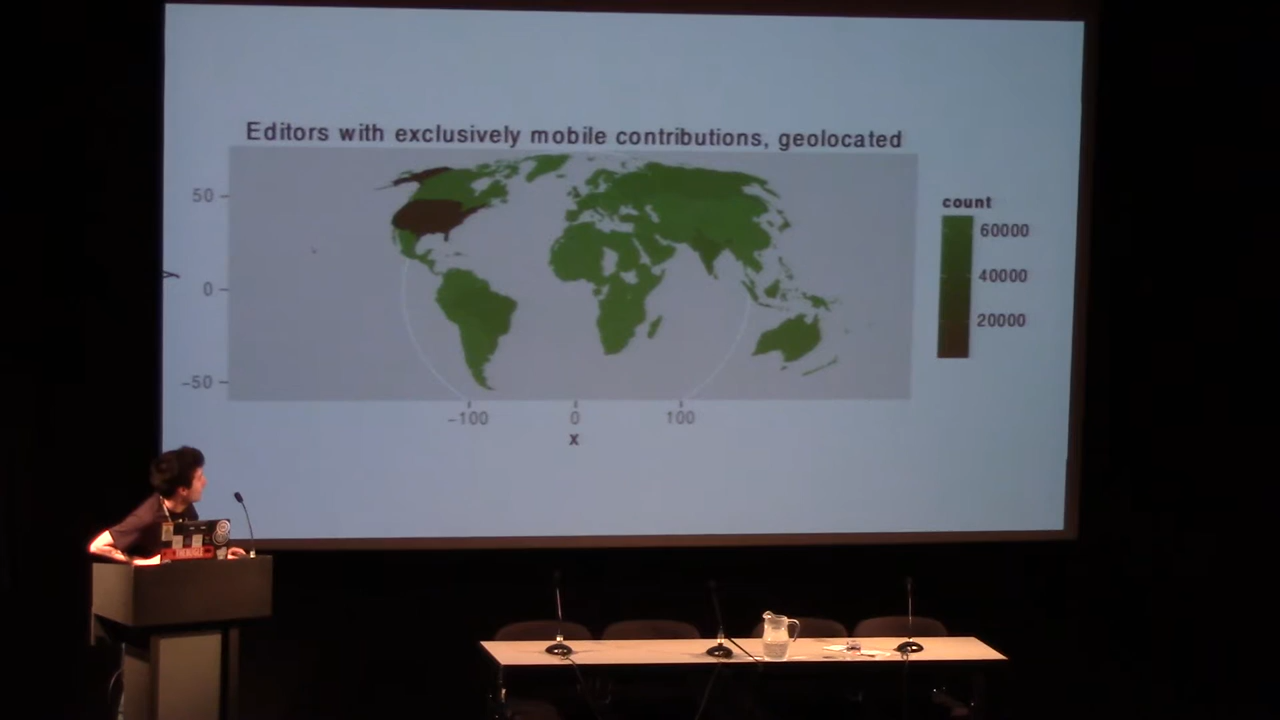 Editors with exclusively mobile contributions, geolocated
50
0
−50
y
−100
0
100
x
count
60000
40000
20000